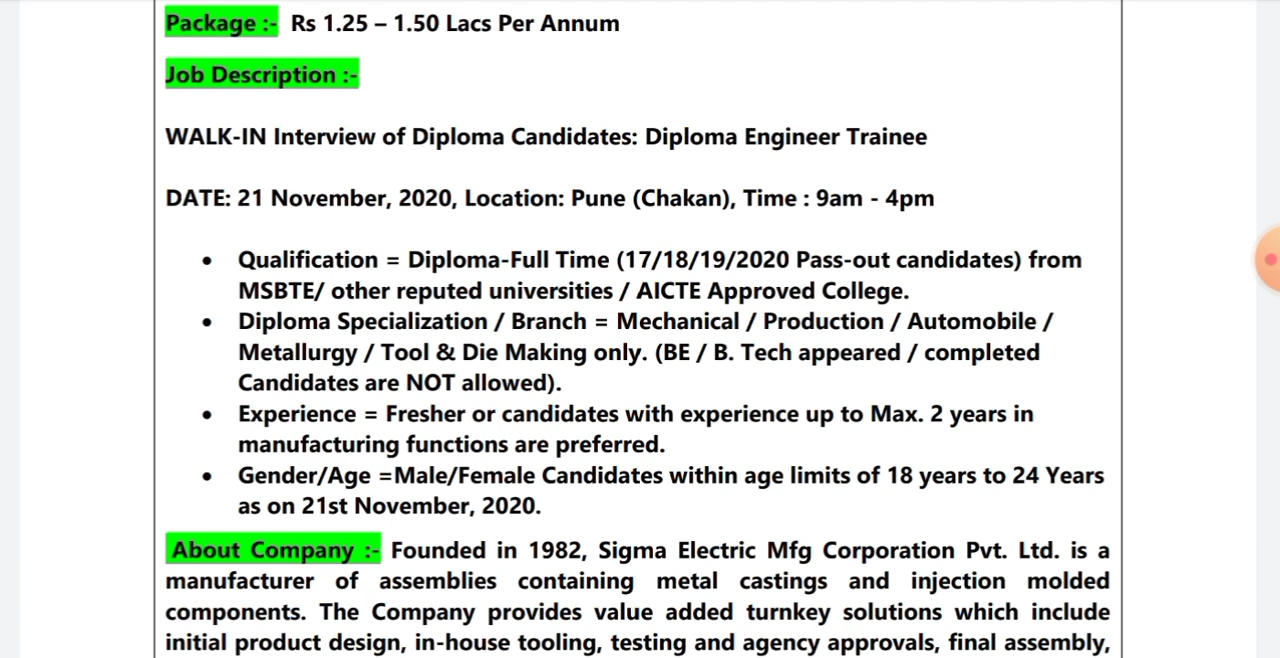 Package :- Rs 1.25 – 1.50 Lacs Per Annum
Job Description :-
WALK-IN Interview of Diploma Candidates: Diploma Engineer Trainee
DATE: 21 November, 2020, Location: Pune (Chakan), Time : 9am - 4pm
• Qualification = Diploma-Full Time (17/18/19/2020 Pass-out candidates) from
MSBTE/ other reputed universities / AICTE Approved College.
• Diploma Specialization / Branch = Mechanical / Production / Automobile /
Metallurgy / Tool & Die Making only. (BE / B. Tech appeared / completed
Candidates are NOT allowed).
• Experience = Fresher or candidates with experience up to Max. 2 years in
manufacturing functions are preferred.
• Gender/Age =Male/Female Candidates within age limits of 18 years to 24 Years
as on 21st November, 2020.
About Company :- Founded in 1982, Sigma Electric Mfg Corporation Pvt. Ltd. is a
manufacturer of assemblies containing metal castings and injection molded
components. The Company provides value added turnkey solutions which include
initial product design, in-house tooling, testing and agency approvals, final assembly,